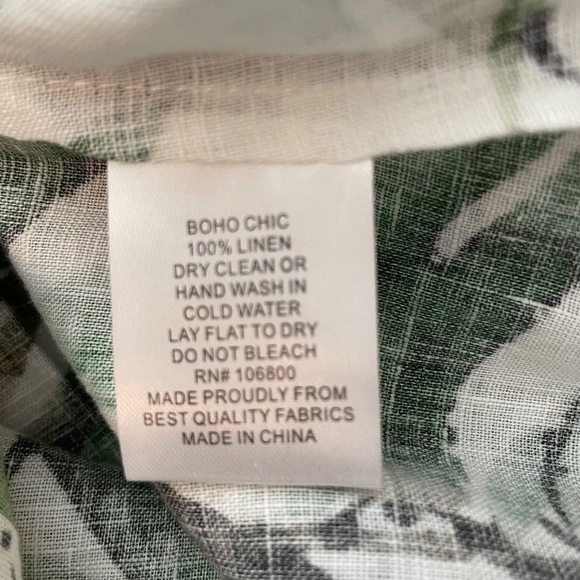 BOHO CHIC
100% LINEN
DRY CLEAN OR
HAND WASH IN
COLD WATER
LAY FLAT TO DRY
DO NOT BLEACH
RN# 106800
MADE PROUDLY FROM
BEST QUALITY FABRICS
MADE IN CHINA